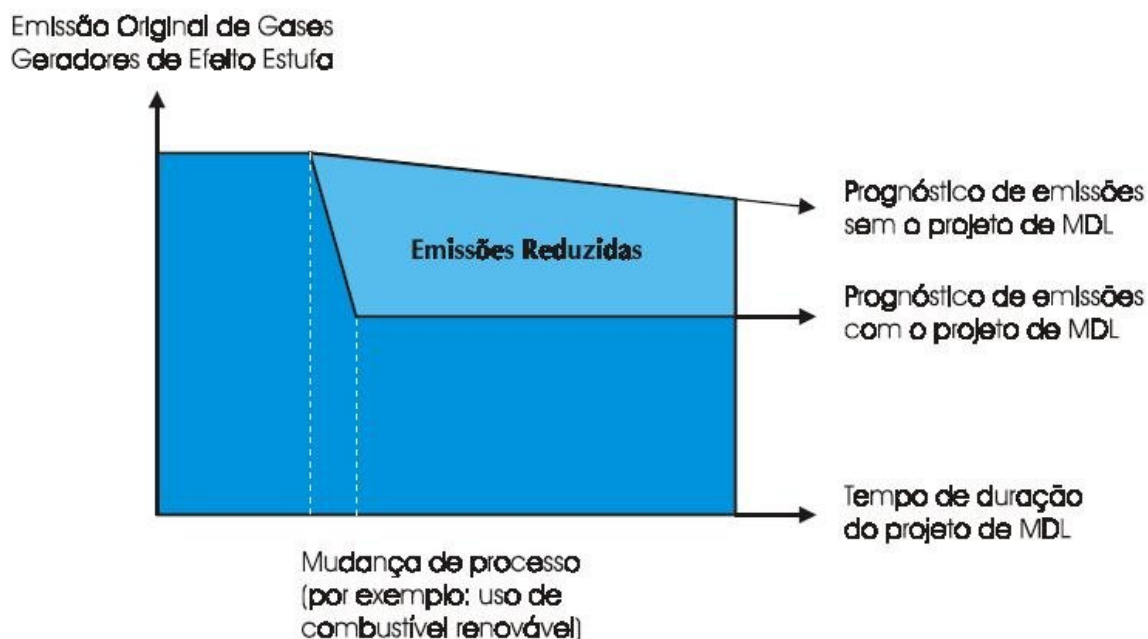 Emissão Original de Gases
Geradores de Efeito Estufa
Emissões Reduzidas
Prognóstico de emissões
sem o projeto de MDL
Prognóstico de emissões
com o projeto de MDL
Tempo de duração
do projeto de MDL
Mudança de processo
(por exemplo: uso de
combustível renovável)